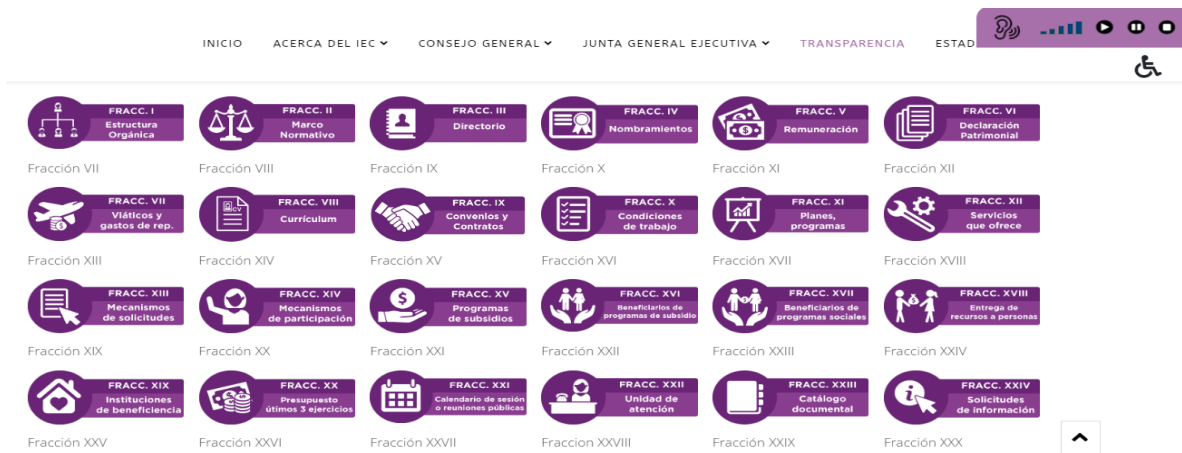 INICIO ACERCA DEL IEC CONSEJO GENERAL JUNTA GENERAL EJECUTIVA TRANSPARENCIA ESTAD
FRACC. I
Estructura
Orgánica
FRACC. II
Marco
Normativo
FRACC. III
Directorio
FRACC. IV
Nombramientos
FRACC. V
Remuneración
FRACC. VI
Declaración
Patrimonial
Fracción VII Fracción VIII Fracción IX Fracción X Fracción XI Fracción XII
FRACC. VII
Viáticos y
gastos de rep.
FRACC. VIII
Currículum
CV
FRACC. IX
Convenios y
Contratos
FRACC. X
Condiciones
de trabajo
FRACC. XI
Planes,
programas
FRACC. XII
Servicios
que ofrece
Fracción XIII Fracción XIV Fracción XV Fracción XVI Fracción XVII Fracción XVIII
FRACC. XIII
Mecanismos
de solicitudes
FRACC. XIV
Mecanismos
de participación
FRACC. XV
Programas
de subsidios
FRACC. XVI
Beneficiarios de
programas de subsidio
FRACC. XVII
Beneficiarios de
programas sociales
FRACC. XVIII
Entrega de
recursos a personas
Fracción XIX Fracción XX Fracción XXI Fracción XXII Fracción XXIII Fracción XXIV
FRACC. XIX
Instituciones
de beneficiencia
FRACC. XX
Presupuesto
útimos 3 ejercicios
FRACC. XXI
Calendario de sesión
o reuniones públicas
FRACC. XXII
Unidad de
atención
FRACC. XXIII
Catálogo
documental
FRACC. XXIV
Solicitudes
de información
Fracción XXV Fracción XXVI Fracción XXVII Fraccion XXVIII Fracción XXIX Fracción XXX